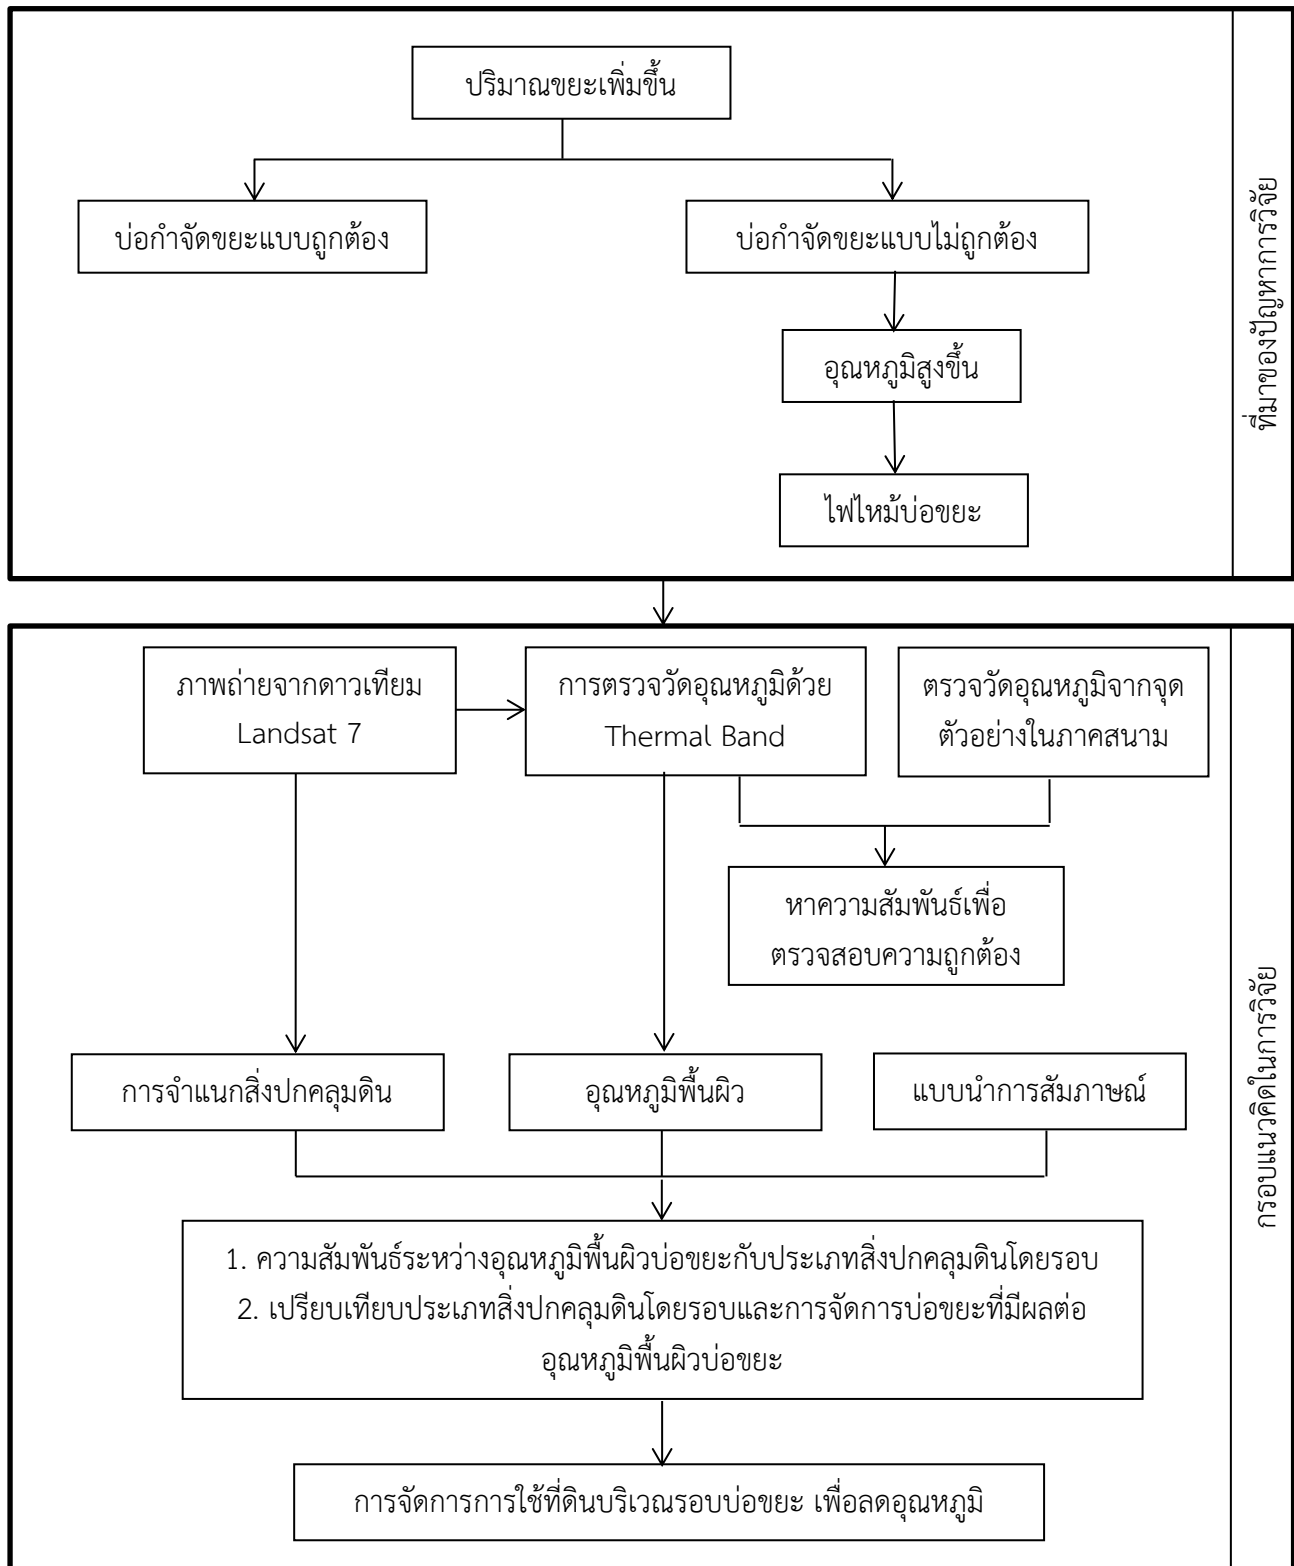 ปริมาณขยะเพิ่มขึ้น
บ่อกำจัดขยะแบบถูกต้อง
บ่อกำจัดขยะแบบไม่ถูกต้อง
อุณหภูมิสูงขึ้น
ไฟไหม้บ่อขยะ
ที่มาของปัญหาการวิจัย
ภาพถ่ายจากดาวเทียม
Landsat 7
การตรวจวัดอุณหภูมิด้วย
Thermal Band
ตรวจวัดอุณหภูมิจากจุด
ตัวอย่างในภาคสนาม
หาความสัมพันธ์เพื่อ
ตรวจสอบความถูกต้อง
การจำแนกสิ่งปกคลุมดิน
อุณหภูมิพื้นผิว
แบบนำการสัมภาษณ์
1. ความสัมพันธ์ระหว่างอุณหภูมิพื้นผิวบ่อขยะกับประเภทสิ่งปกคลุมดินโดยรอบ
2. เปรียบเทียบประเภทสิ่งปกคลุมดินโดยรอบและการจัดการบ่อขยะที่มีผลต่อ
อุณหภูมิพื้นผิวบ่อขยะ
การจัดการการใช้ที่ดินบริเวณรอบบ่อขยะ เพื่อลดอุณหภูมิ
กรอบแนวคิดในการวิจัย